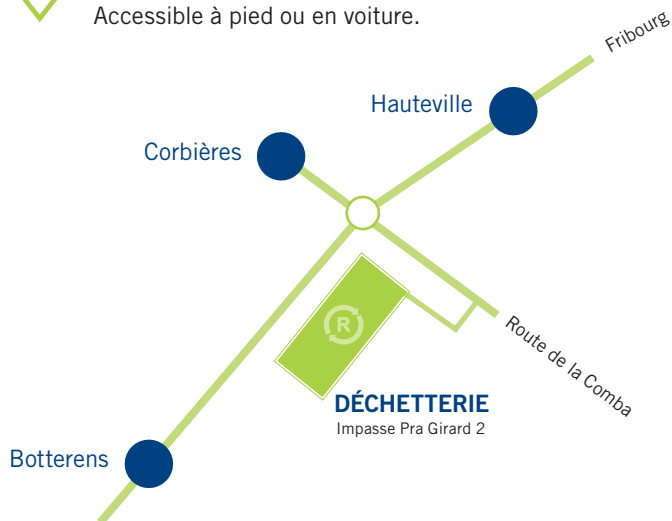 Accessible à pied ou en voiture.
Fribourg
Hauteville
Corbières
R
Route de la Comba
DÉCHETTERIE
Impasse Pra Girard 2
Botterens